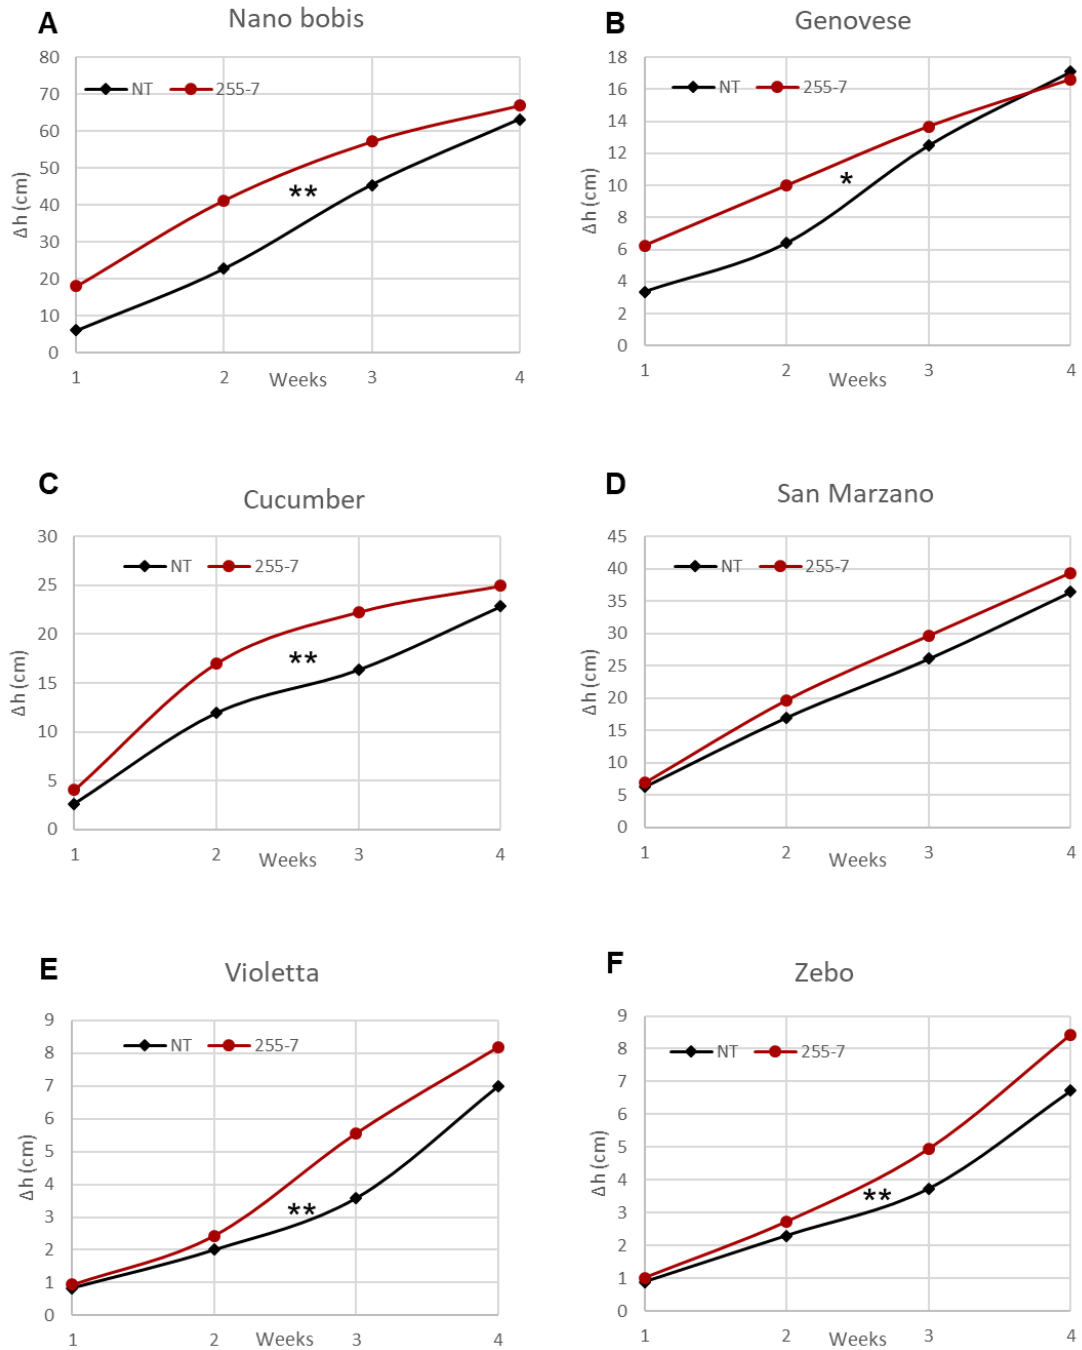 A
Nano bobis
80
70
60
50
40
30
20
10
0
Δh (cm)
NT 255-7
**
1 2 Weeks 3 4
B
Genovese
18
16
14
12
10
8
6
4
2
0
Δh (cm)
NT 255-7
*
1 2 Weeks 3 4
C
Cucumber
30
25
20
15
10
5
0
Δh (cm)
NT 255-7
**
1 2 Weeks 3 4
D
San Marzano
45
40
35
30
25
20
15
10
5
0
Δh (cm)
NT 255-7
1 2 Weeks 3 4
E
Violetta
9
8
7
6
5
4
3
2
1
0
Δh (cm)
NT 255-7
**
1 2 Weeks 3 4
F
Zebo
9
8
7
6
5
4
3
2
1
0
Δh (cm)
NT 255-7
**
1 2 Weeks 3 4